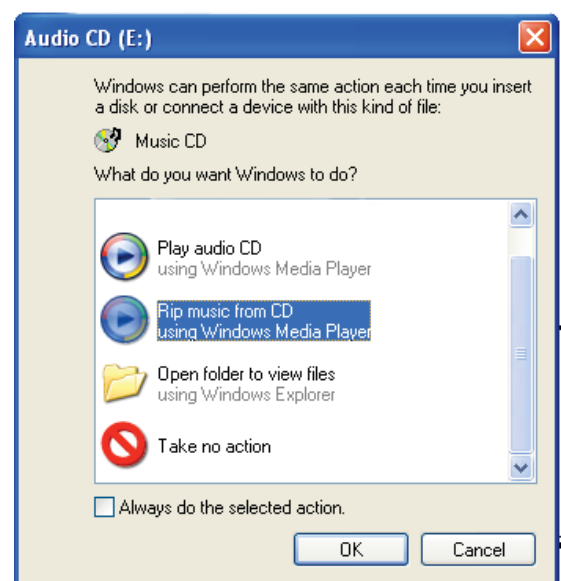 Audio CD (E:)
Windows can perform the same action each time you insert
a disk or connect a device with this kind of file:
Music CD
What do you want Windows to do?
Play audio CD
using Windows Media Player
Rip music from CD
using Windows Media Player
Open folder to view files
using Windows Explorer
Take no action
Always do the selected action.
OK Cancel